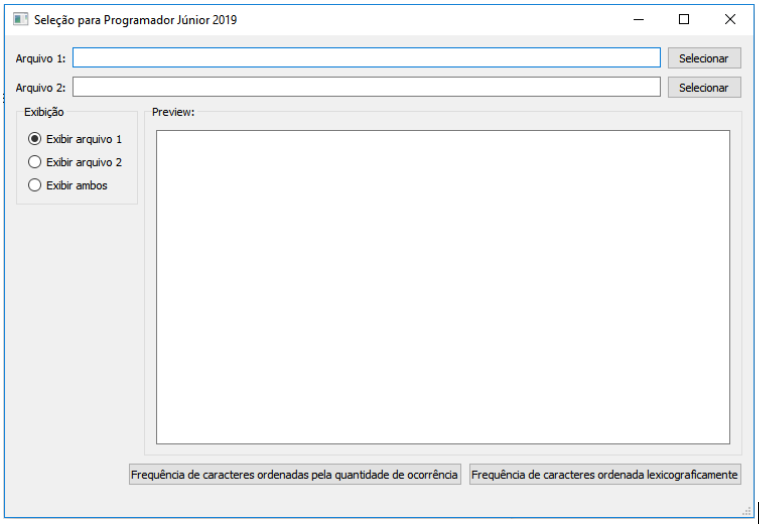 Seleção para Programador Júnior 2019
Arquivo 1: Selecionar
Arquivo 2: Selecionar
Exibição
Preview:
Exibir arquivo 1
Exibir arquivo 2
Exibir ambos
Frequência de caracteres ordenadas pela quantidade de ocorrência Frequência de caracteres ordenada lexicograficamente